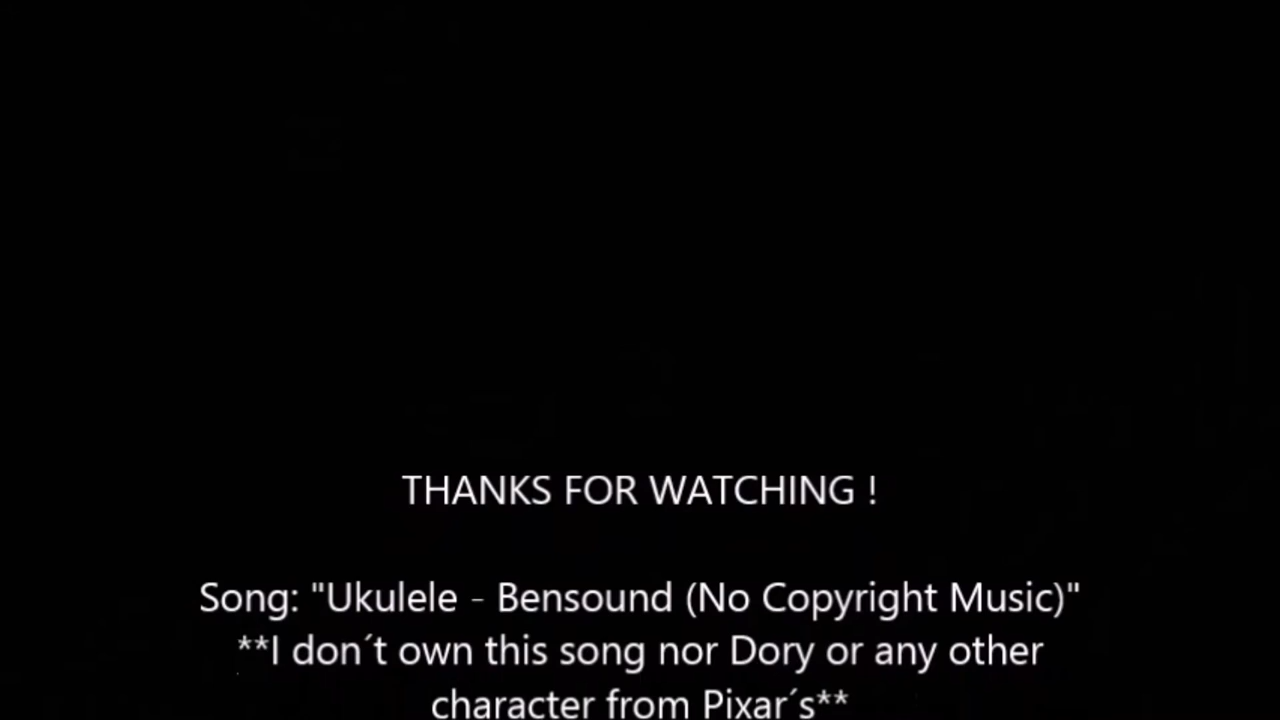 THANKS FOR WATCHING !
Song: "Ukulele - Bensound (No Copyright Music)"
**I don´t own this song nor Dory or any other
character from Pixar´s**